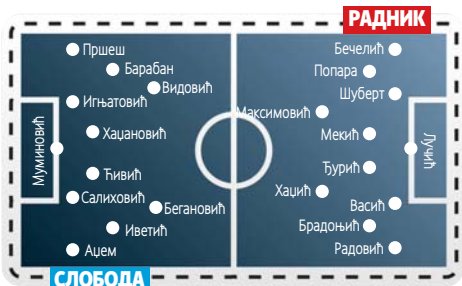 РАДНИК
Пршеш
Барабан
Видовић
Игњатовић
Хаџановић
Муминовић
Ћивић
Салиховић
Бегановић
Иветић
Аџем
Бечелић
Попара
Шуберт
Максимовић
Мекић
Лучић
Ђурић
Хаџић
Васић
Брадоњић
Радовић
СЛОБОДА